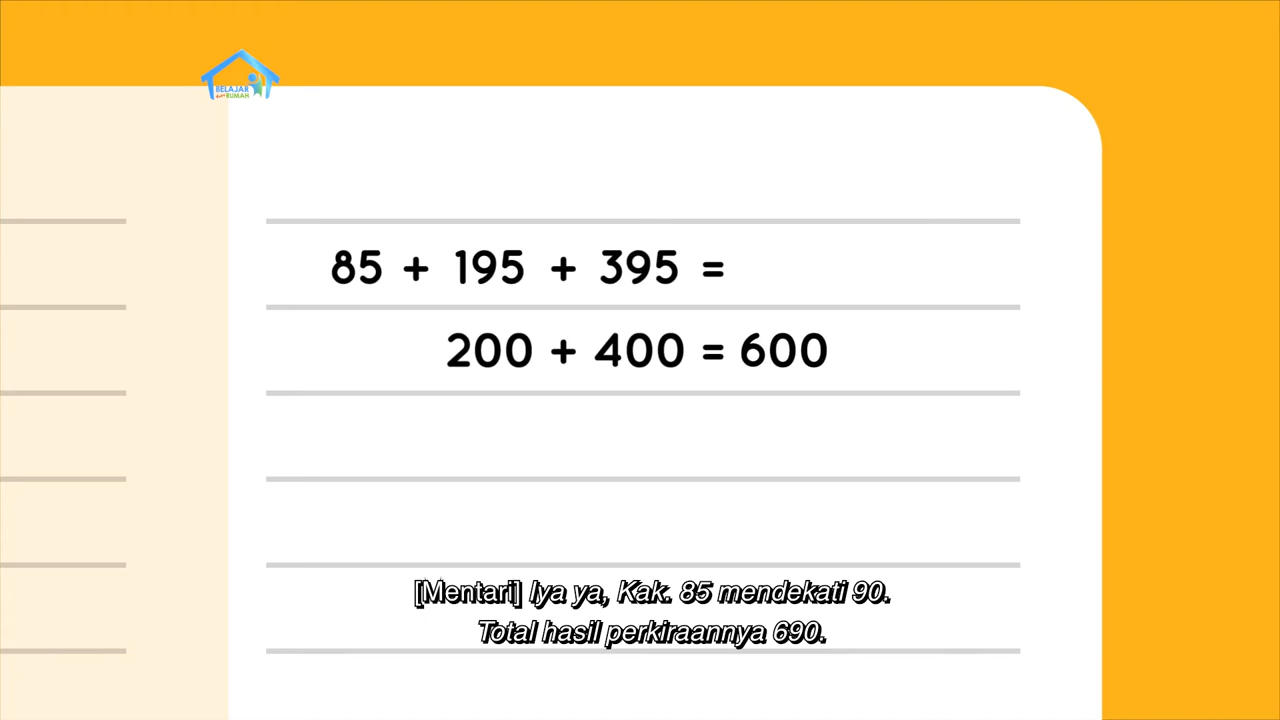 BELAJAR
dari RUMAH
85 + 195 + 395 =
200 + 400 = 600
[Mentari] Iya ya, Kak. 85 mendekati 90.
Total hasil perkiraannya 690.